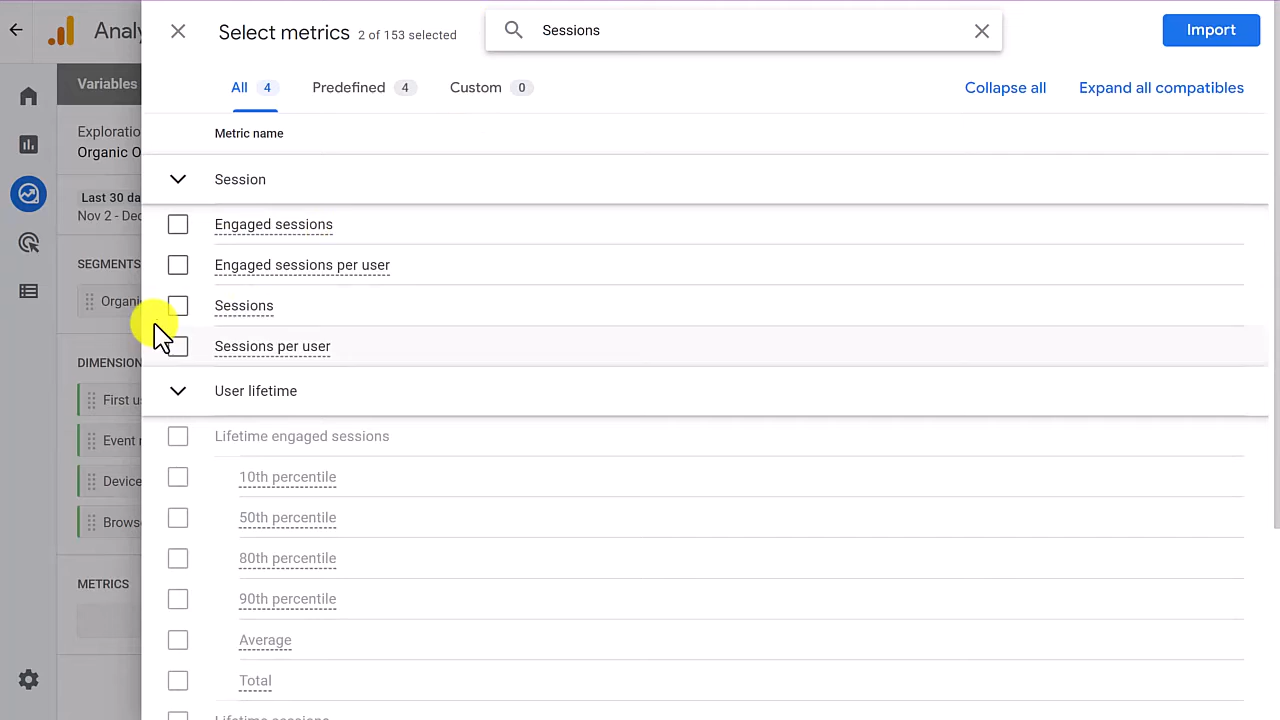 Analy
Select metrics 2 of 153 selected
Sessions
Import
Variables
All 4
Predefined 4
Custom 0
Collapse all
Expand all compatibles
Exploratio
Organic O
Metric name
Last 30 da
Nov 2 - Dec
Session
Engaged sessions
SEGMENTS
Engaged sessions per user
Organi
Sessions
Sessions per user
DIMENSION
User lifetime
First u
Lifetime engaged sessions
Event n
10th percentile
Device
50th percentile
Brows
80th percentile
METRICS
90th percentile
Average
Total
Lifetime sessions